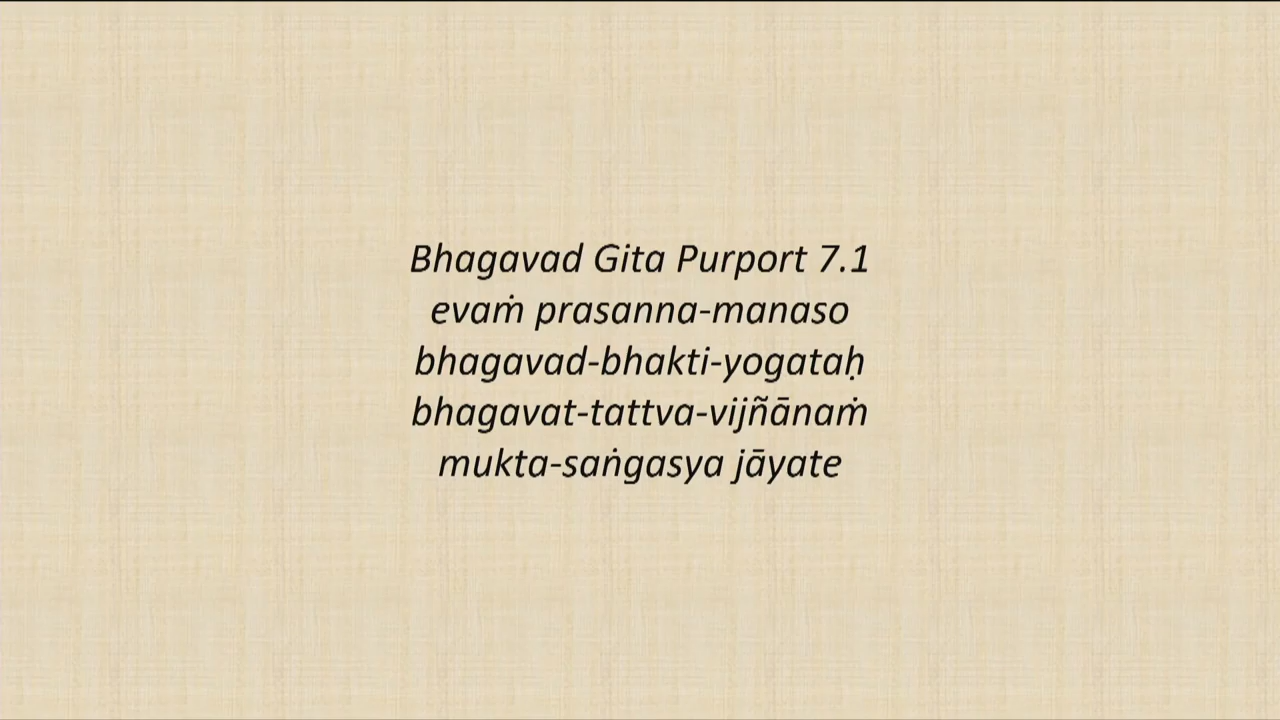 Bhagavad Gita Purport 7.1
evaṁ prasanna-manaso
bhagavad-bhakti-yogataḥ
bhagavat-tattva-vijñānaṁ
mukta-saṅgasya jāyate